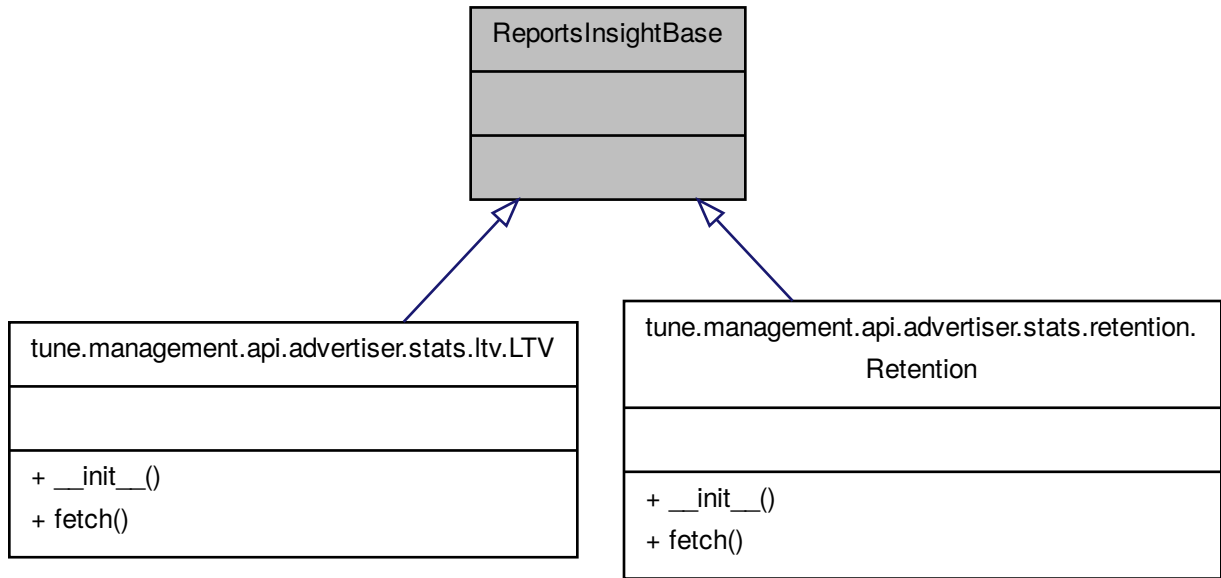 ReportsInsightBase
tune.management.api.advertiser.stats.ltv.LTV
+ __init__()
+ fetch()
tune.management.api.advertiser.stats.retention.
Retention
+ __init__()
+ fetch()